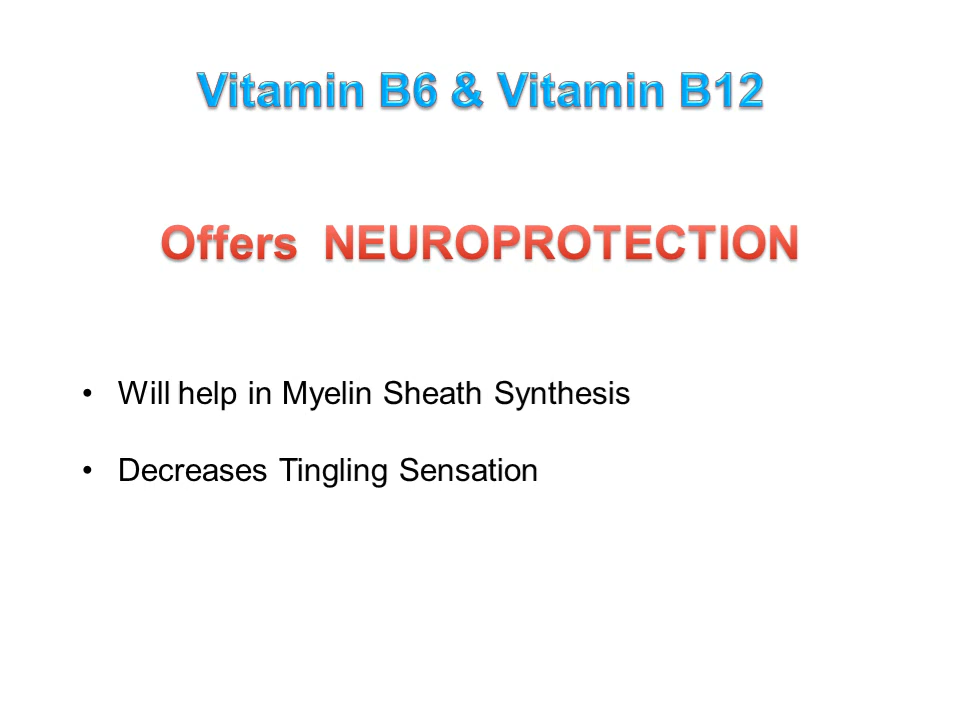 Vitamin B6 & Vitamin B12
Offers NEUROPROTECTION
• Will help in Myelin Sheath Synthesis
• Decreases Tingling Sensation